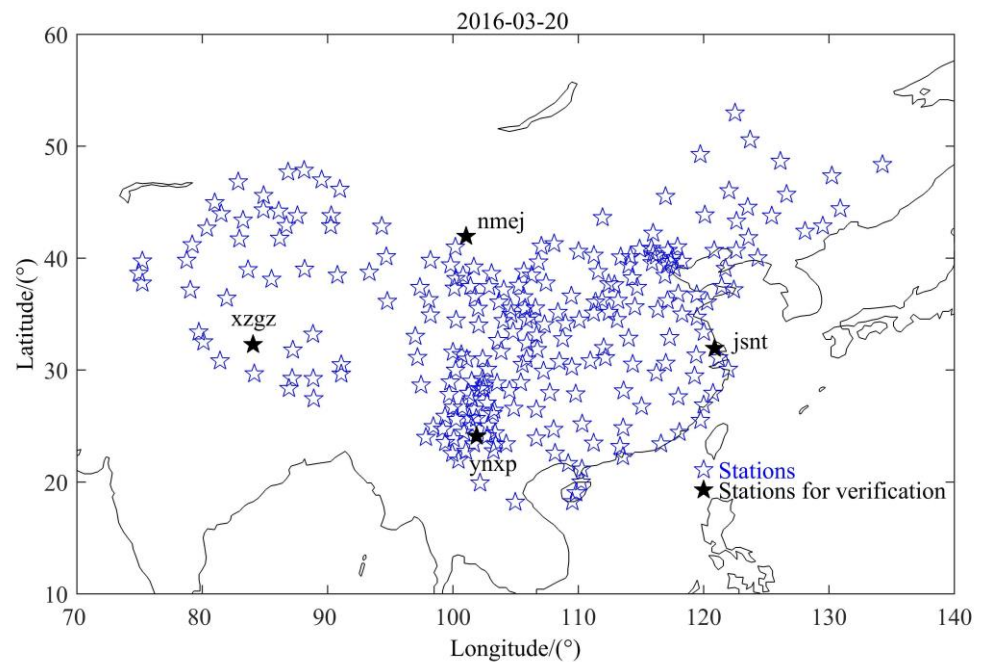 2016-03-20
60
50
40
30
20
10
Latitude/(°)
nmej
xzgz
jsnt
ynxp
Stations
Stations for verification
70 80 90 100 110 120 130 140
Longitude/(°)